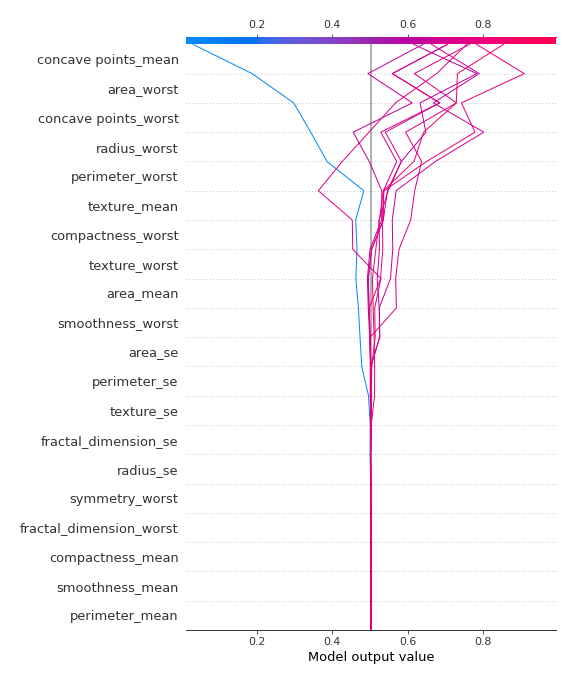 0.2 0.4 0.6 0.8
concave points_mean
area_worst
concave points_worst
radius_worst
perimeter_worst
texture_mean
compactness_worst
texture_worst
area_mean
smoothness_worst
area_se
perimeter_se
texture_se
fractal_dimension_se
radius_se
symmetry_worst
fractal_dimension_worst
compactness_mean
smoothness_mean
perimeter_mean
0.2 0.4 0.6 0.8
Model output value